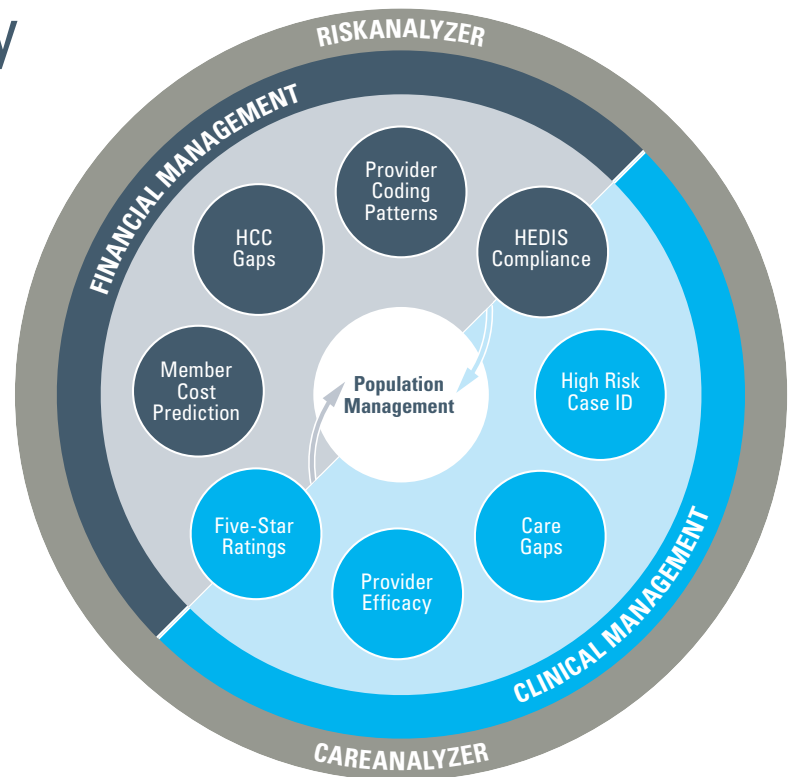 y
RISKANALYZER
FINANCIAL MANAGEMENT
Provider
Coding
Patterns
HCC
Gaps
HEDIS
Compliance
Member
Cost
Prediction
Population
Management
High Risk
Case ID
Five-Star
Ratings
Care
Gaps
Provider
Efficacy
CLINICAL MANAGEMENT
CAREANALYZER